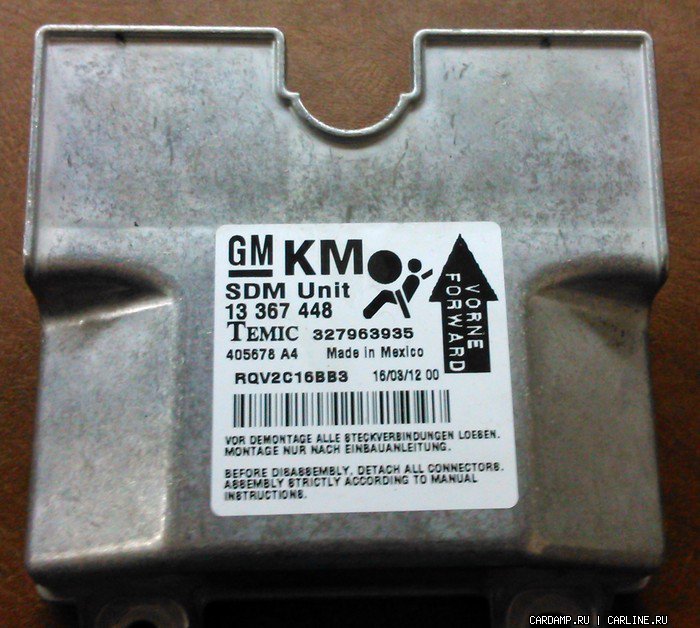 GM KM
SDM Unit
13 367 448
TEMIC 327963935
405678 A4 Made in Mexico
VORNE
FORWARD
RQV2C16BB3 16/03/12 00
VOR DEMONTAGE ALLE STECKVERBINDUNGEN LOESEN.
MONTAGE NUR NACH EINBAUANLEITUNG.
BEFORE DISASSEMBLY, DETACH ALL CONNECTORS.
ASSEMBLY STRICTLY ACCORDING TO MANUAL
INSTRUCTIONS.
CARDAMP.RU | CARLINE.RU